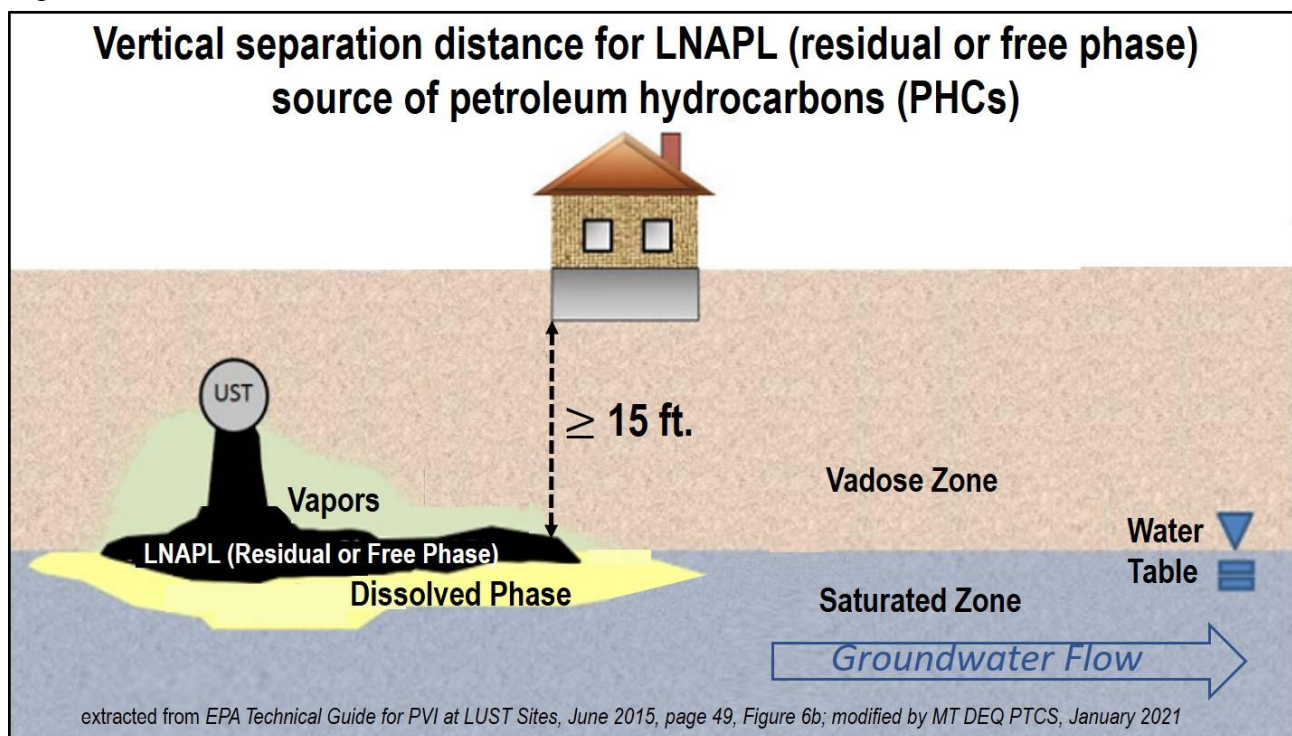 Vertical separation distance for LNAPL (residual or free phase)
source of petroleum hydrocarbons (PHCs)
UST
≥ 15 ft.
Vapors
Vadose Zone
Water
Table
LNAPL (Residual or Free Phase)
Dissolved Phase
Saturated Zone
Groundwater Flow
extracted from EPA Technical Guide for PVI at LUST Sites, June 2015, page 49, Figure 6b; modified by MT DEQ PTCS, January 2021